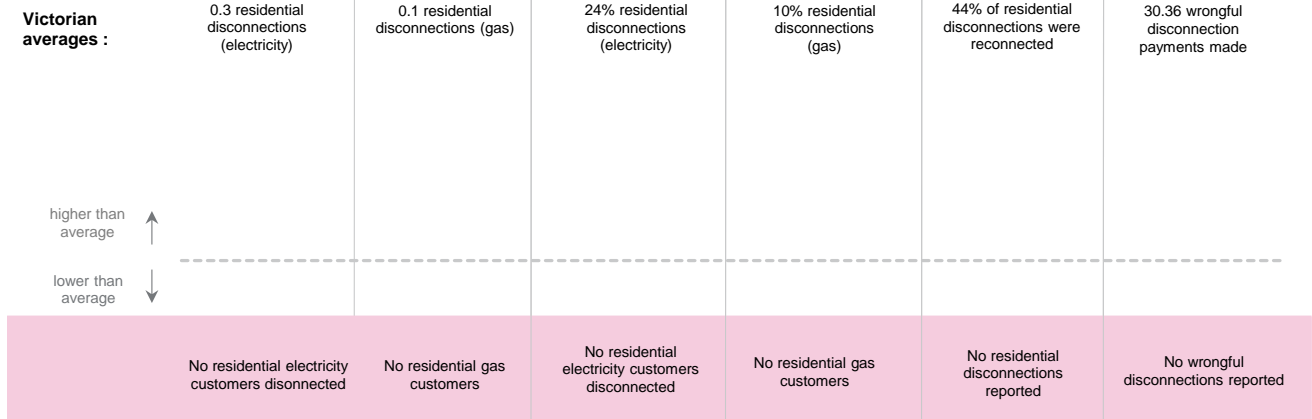 Victorian
averages :
0.3 residential
disconnections
(electricity)
0.1 residential
disconnections (gas)
24% residential
disconnections
(electricity)
10% residential
disconnections
(gas)
44% of residential
disconnections were
reconnected
30.36 wrongful
disconnection
payments made
higher than
average
lower than
average
No residential electricity
customers disonnected
No residential gas
customers
No residential
electricity customers
disconnected
No residential gas
customers
No residential
disconnections
reported
No wrongful
disconnections reported